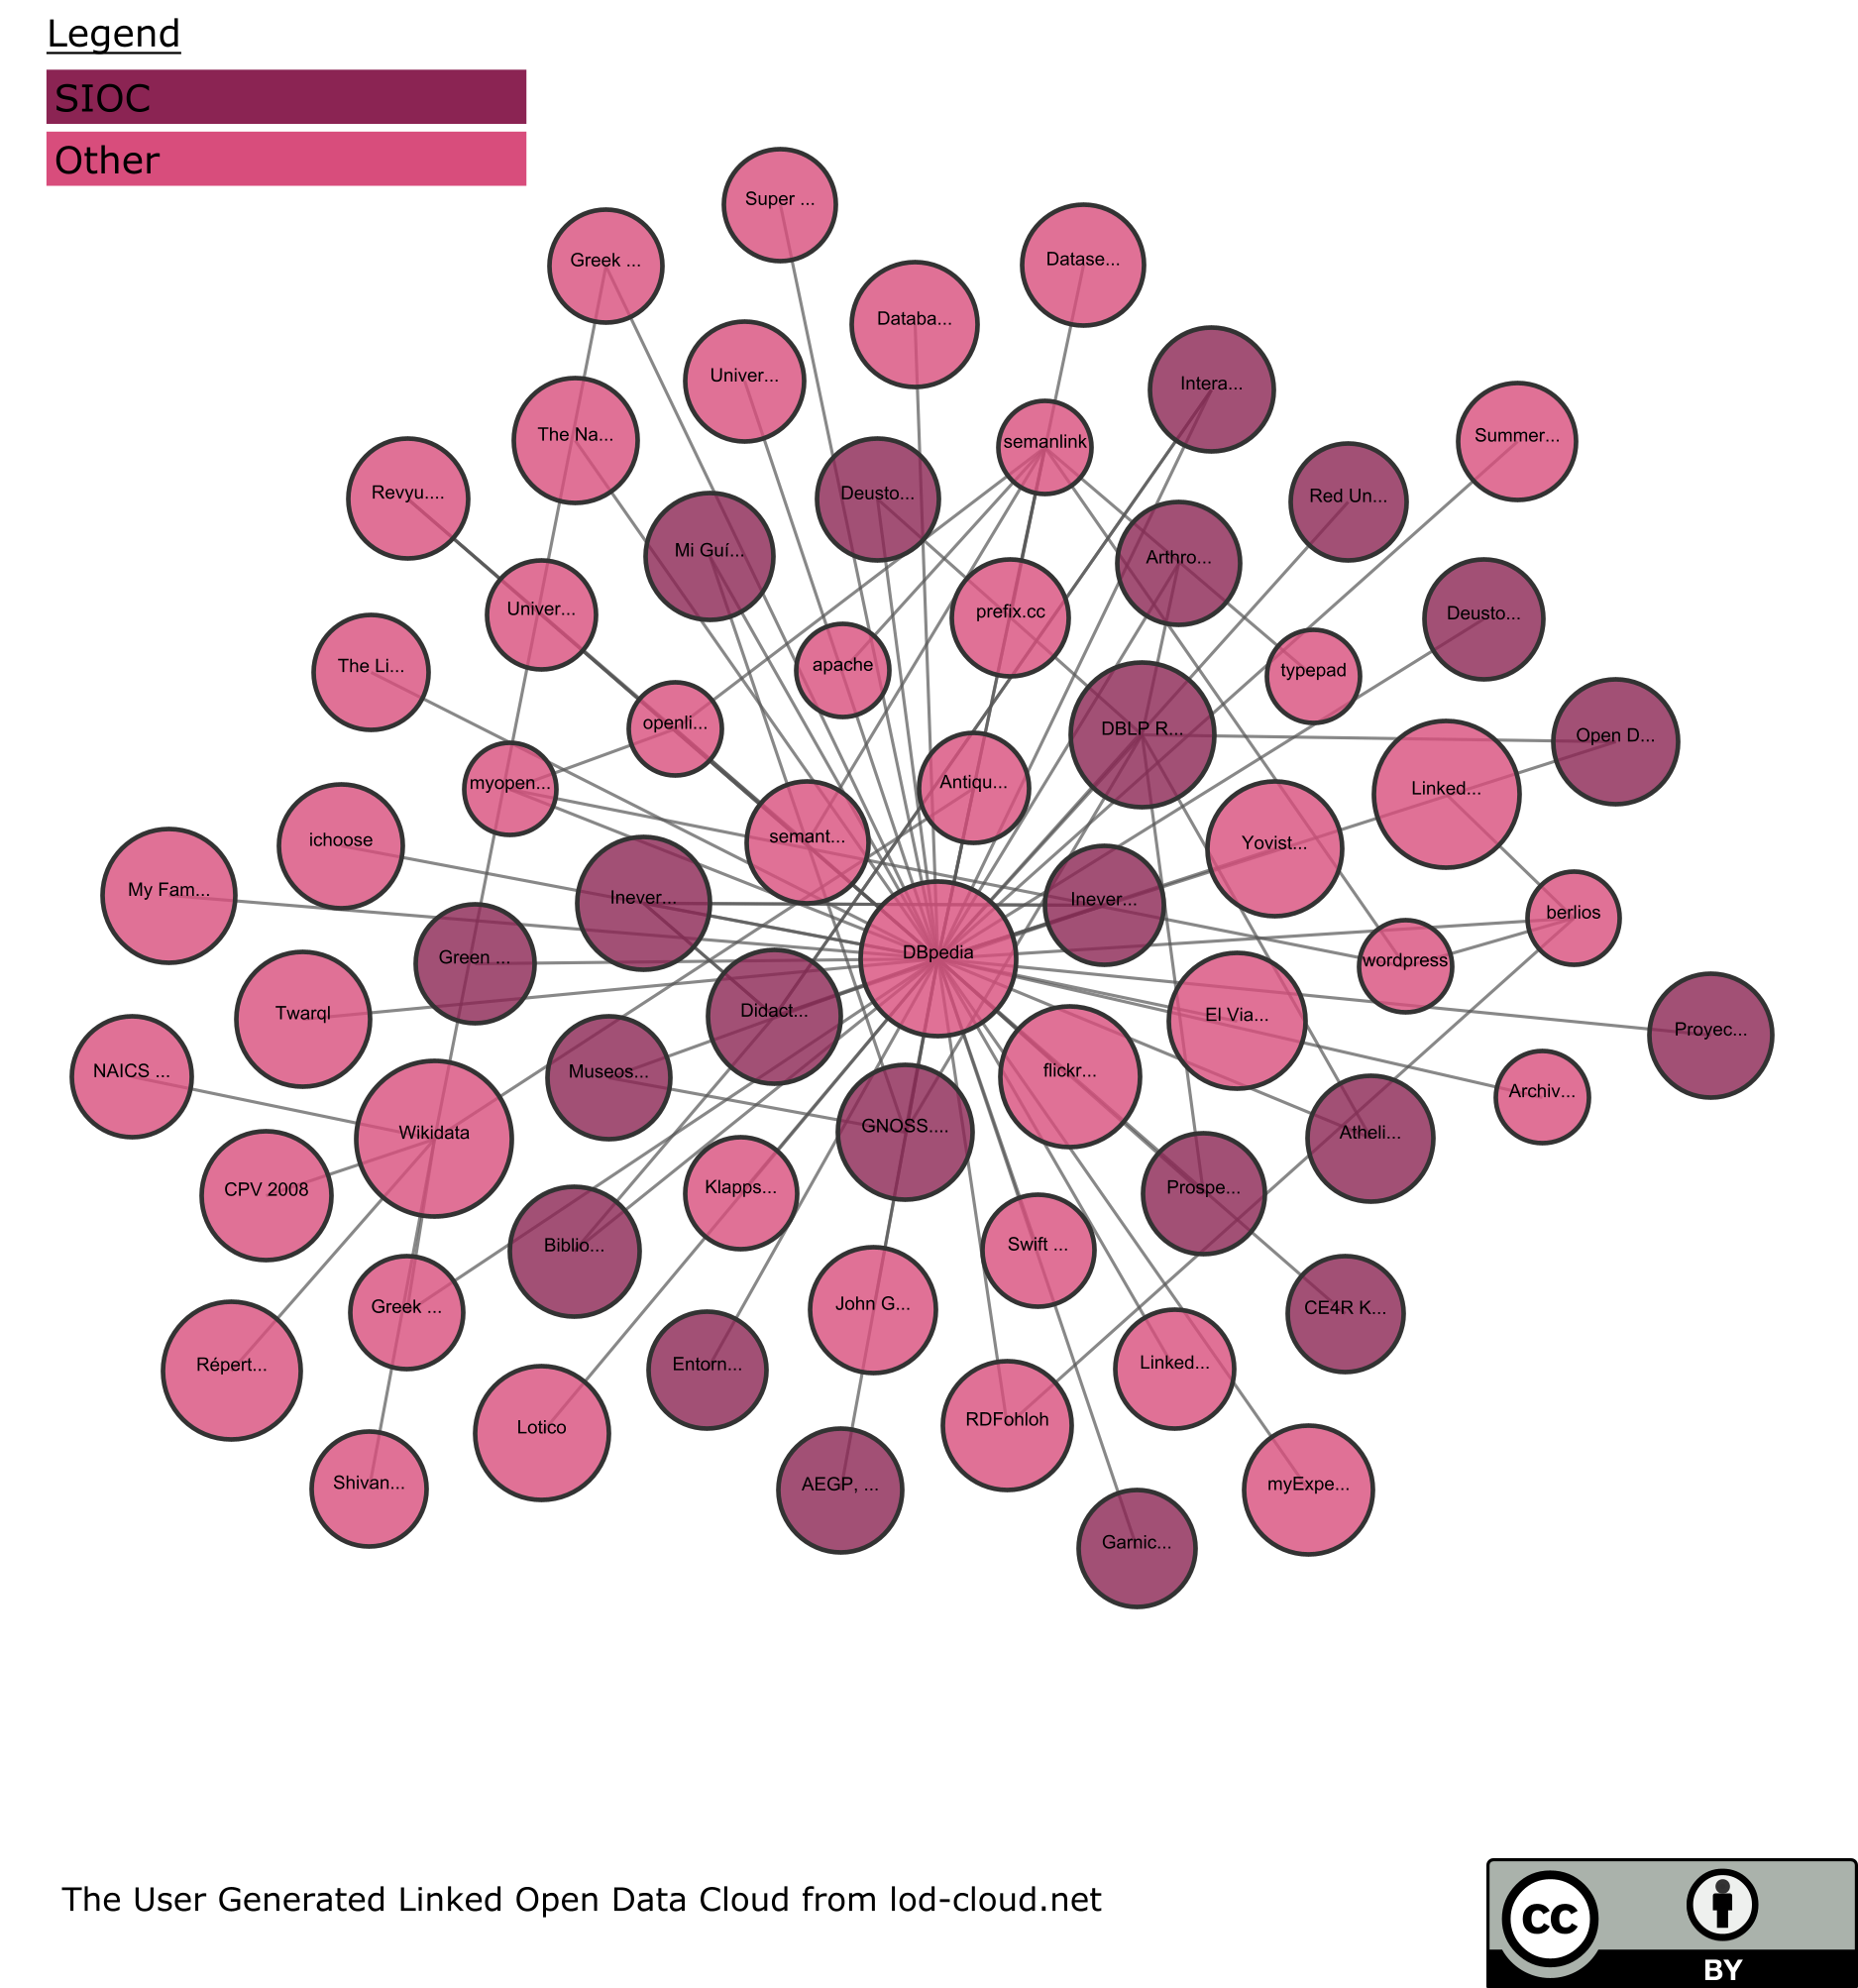 Legend
SIOC
Other
Super ...
Greek ...
Datase...
Databa...
Univer...
Intera...
The Na...
semanlink
Summer...
Revyu....
Deusto...
Red Un...
Mi Guí...
Arthro...
Univer...
prefix.cc
Deusto...
The Li...
apache
typepad
openli...
DBLP R...
Open D...
myopen...
Antiqu...
Linked...
ichoose
semant...
Yovist...
My Fam...
Inever...
Inever...
berlios
Green ...
DBpedia
wordpress
Twarql
Didact...
El Via...
Proyec...
NAICS ...
Museos...
flickr...
Archiv...
Wikidata
GNOSS....
Atheli...
CPV 2008
Klapps...
Prospe...
Biblio...
Swift ...
Greek ...
John G...
CE4R K...
Répert...
Entorn...
Linked...
Lotico
RDFohloh
Shivan...
AEGP, ...
myExpe...
Garnic...
The User Generated Linked Open Data Cloud from lod-cloud.net
cc
BY